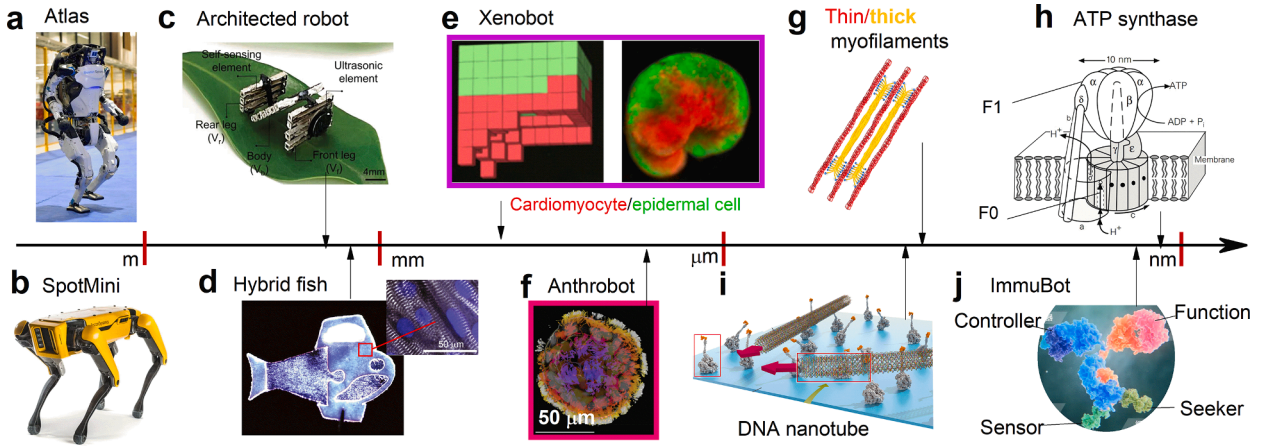 a
Atlas
c
Architected robot
Self-sensing
element
Ultrasonic
element
Rear leg
(Vᵣ)
Body
(V_b)
Front leg
(V_f)
4mm
e
Xenobot
Cardiomyocyte/epidermal cell
g
Thin/thick
myofilaments
h
ATP synthase
10 nm
F1
α
α
β
δ
b
γ
ε
ATP
ADP + Pᵢ
H⁺
Membrane
F0
a
c
H⁺
m
mm
μm
nm
b
SpotMini
d
Hybrid fish
50 μm
f
Anthrobot
50 μm
i
DNA nanotube
j
ImmuBot
Controller
Function
Sensor
Seeker